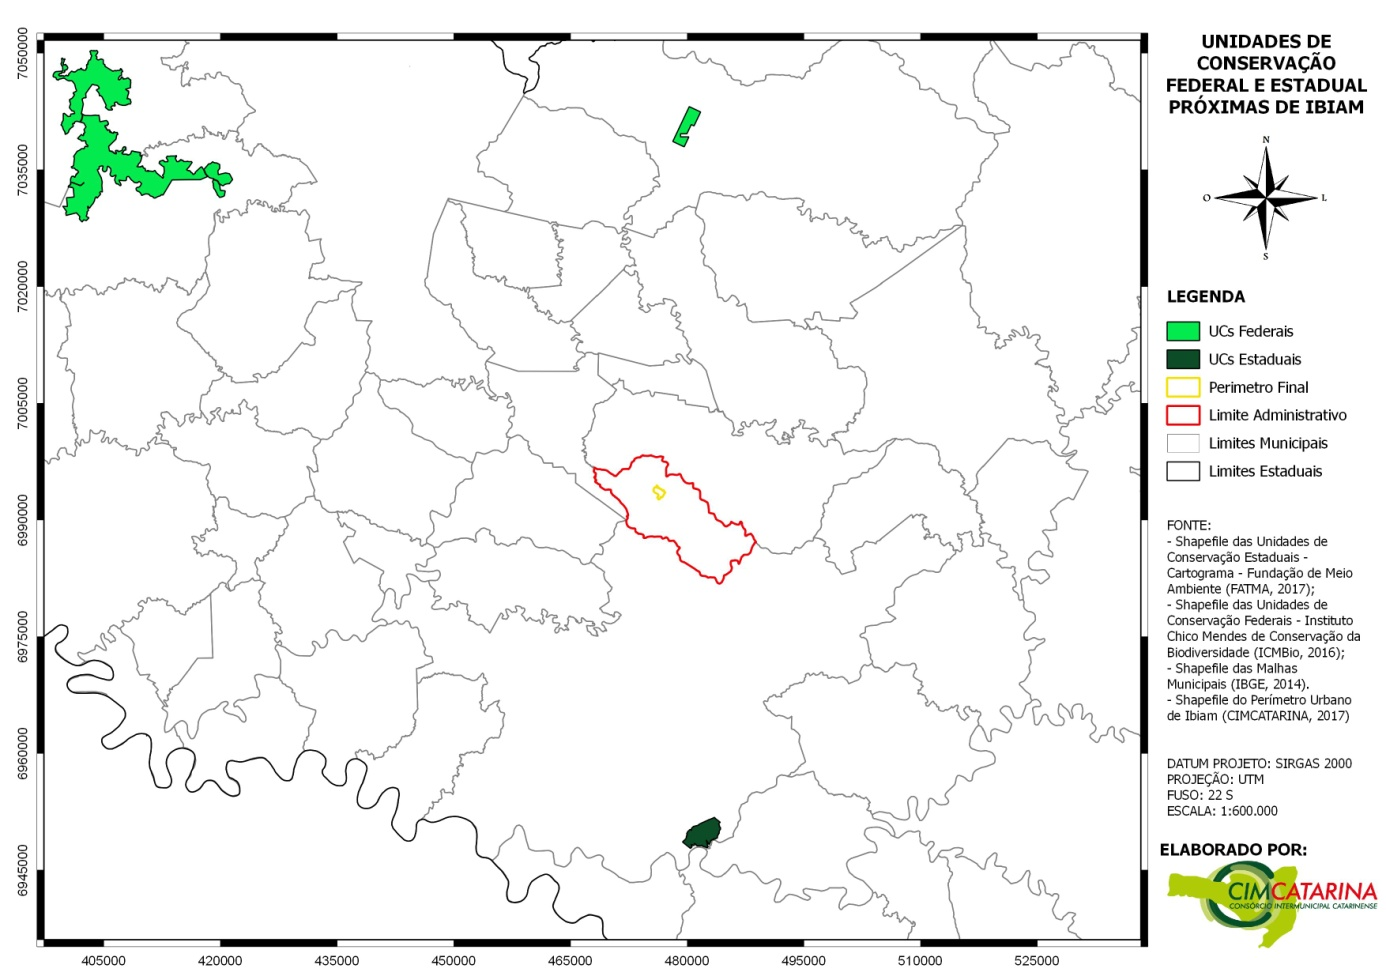 UNIDADES DE
CONSERVAÇÃO
FEDERAL E ESTADUAL
PRÓXIMAS DE IBIAM
N
O
L
S
LEGENDA
UCs Federais
UCs Estaduais
Perimetro Final
Limite Administrativo
Limites Municipais
Limites Estaduais
FONTE:
- Shapefile das Unidades de
Conservação Estaduais -
Cartograma - Fundação de Meio
Ambiente (FATMA, 2017);
- Shapefile das Unidades de
Conservação Federais - Instituto
Chico Mendes de Conservação da
Biodiversidade (ICMBio, 2016);
- Shapefile das Malhas
Municipais (IBGE, 2014).
- Shapefile do Perímetro Urbano
de Ibiam (CIMCATARINA, 2017)
DATUM PROJETO: SIRGAS 2000
PROJEÇÃO: UTM
FUSO: 22 S
ESCALA: 1:600.000
ELABORADO POR:
CIMCATARINA
CONSÓRCIO INTERMUNICIPAL CATARINENSE
7050000
7035000
7020000
7005000
6990000
6975000
6960000
6945000
405000 420000 435000 450000 465000 480000 495000 510000 525000